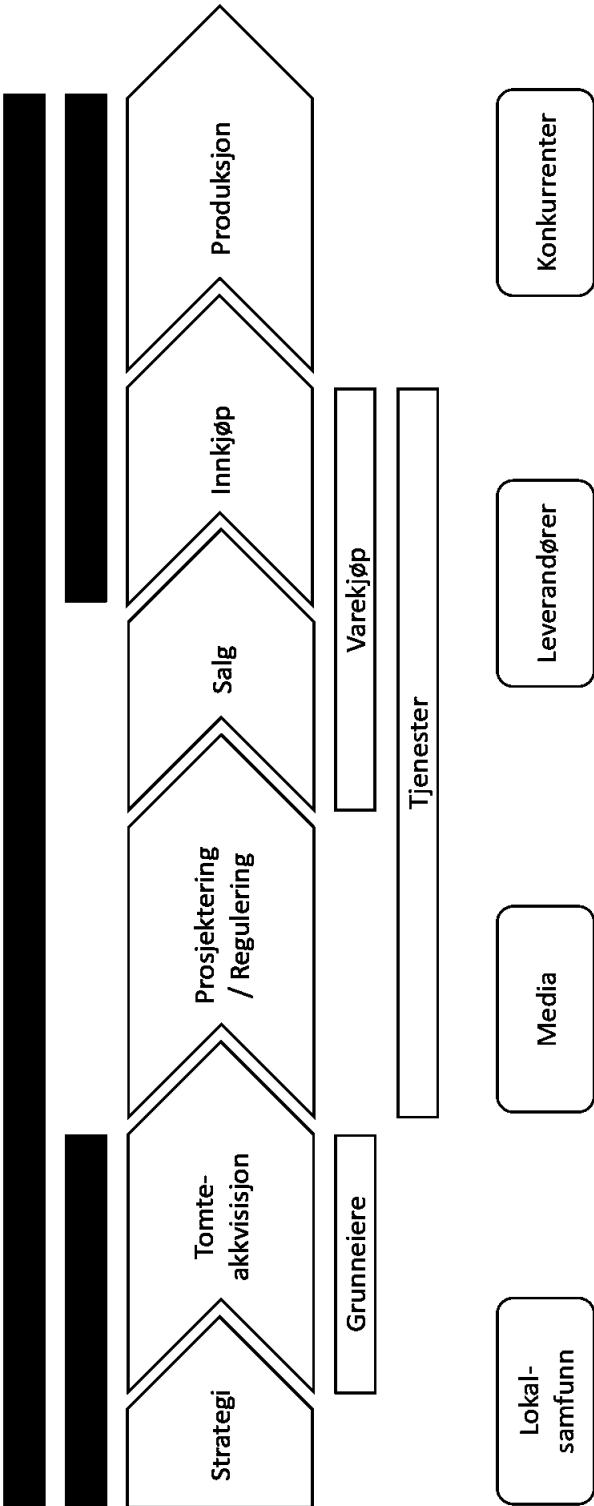 Strategi
Tomte-
akkvisisjon
Prosjektering
/ Regulering
Salg
Innkjøp
Produksjon
Grunneiere
Varekjøp
Tjenester
Lokal-
samfunn
Media
Leverandører
Konkurrenter